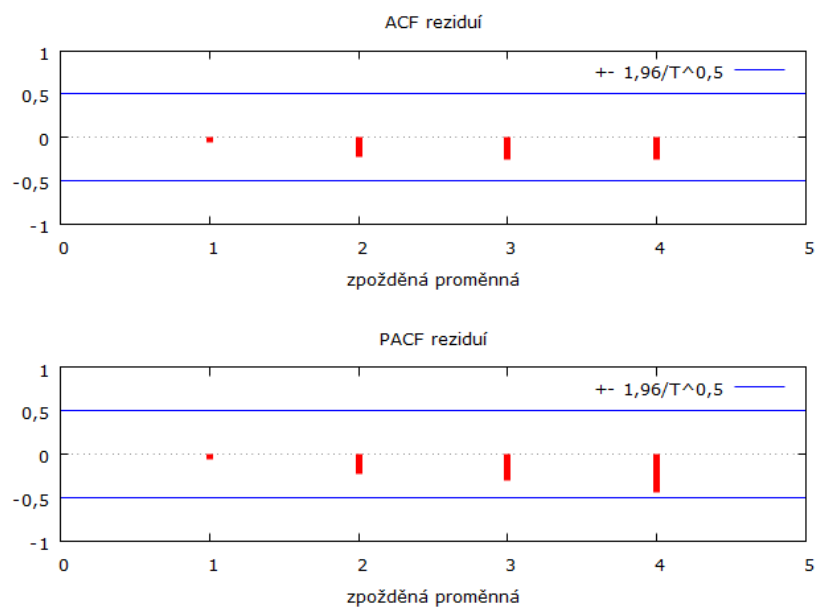 ACF reziduí
+- 1,96/T^0,5
1
0,5
0
-0,5
-1
0 1 2 3 4 5
zpožděná proměnná
PACF reziduí
+- 1,96/T^0,5
1
0,5
0
-0,5
-1
0 1 2 3 4 5
zpožděná proměnná